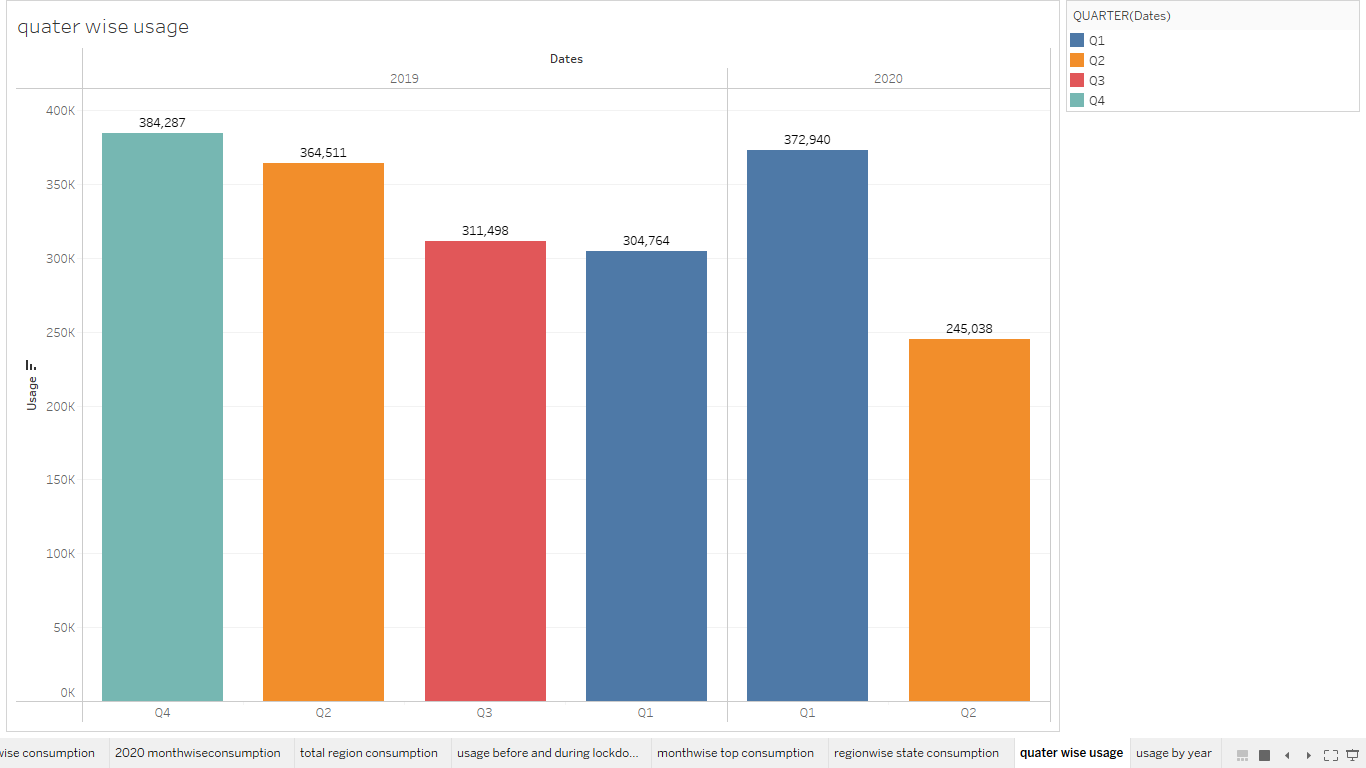 quater wise usage
Dates
2019
2020
400K
350K
300K
250K
200K
150K
100K
50K
0K
Usage
384,287
364,511
311,498
304,764
372,940
245,038
Q4
Q2
Q3
Q1
Q1
Q2
QUARTER(Dates)
Q1
Q2
Q3
Q4
wise consumption
2020 monthwiseconsumption
total region consumption
usage before and during lockdo...
monthwise top consumption
regionwise state consumption
quater wise usage
usage by year